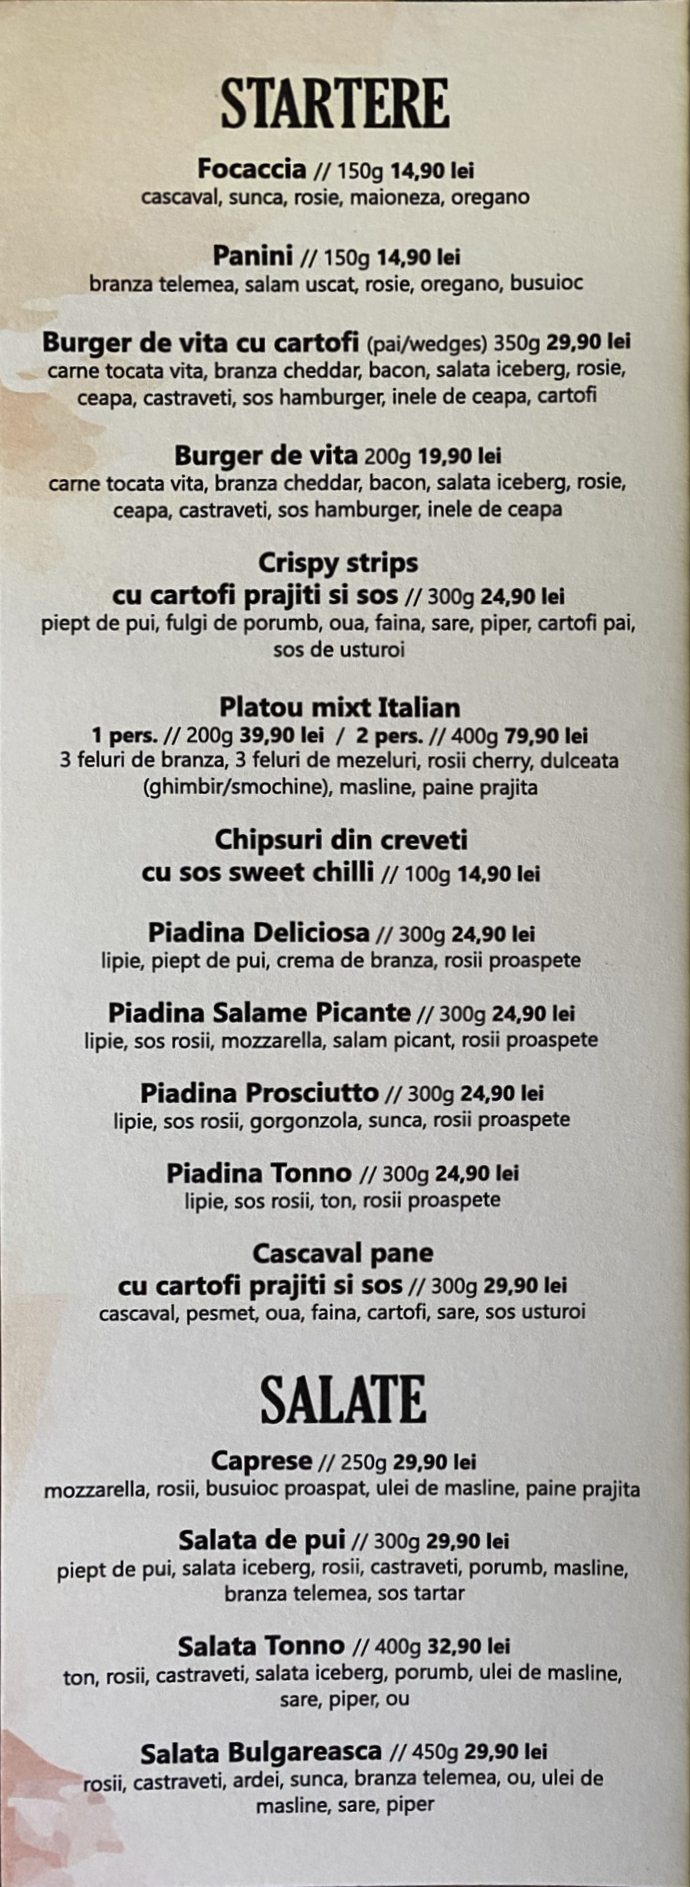 STARTERE
Focaccia // 150g 14,90 lei
cascaval, sunca, rosie, maioneza, oregano
Panini // 150g 14,90 lei
branza telemea, salam uscat, rosie, oregano, busuioc
Burger de vita cu cartofi (pai/wedges) 350g 29,90 lei
carne tocata vita, branza cheddar, bacon, salata iceberg, rosie,
ceapa, castraveti, sos hamburger, inele de ceapa, cartofi
Burger de vita 200g 19,90 lei
carne tocata vita, branza cheddar, bacon, salata iceberg, rosie,
ceapa, castraveti, sos hamburger, inele de ceapa
Crispy strips
cu cartofi prajiti si sos // 300g 24,90 lei
piept de pui, fulgi de porumb, oua, faina, sare, piper, cartofi pai,
sos de usturoi
Platou mixt Italian
1 pers. // 200g 39,90 lei / 2 pers. // 400g 79,90 lei
3 feluri de branza, 3 feluri de mezeluri, rosii cherry, dulceata
(ghimbir/smochine), masline, paine prajita
Chipsuri din creveti
cu sos sweet chilli // 100g 14,90 lei
Piadina Deliciosa // 300g 24,90 lei
lipie, piept de pui, crema de branza, rosii proaspete
Piadina Salame Picante // 300g 24,90 lei
lipie, sos rosii, mozzarella, salam picant, rosii proaspete
Piadina Prosciutto // 300g 24,90 lei
lipie, sos rosii, gorgonzola, sunca, rosii proaspete
Piadina Tonno // 300g 24,90 lei
lipie, sos rosii, ton, rosii proaspete
Cascaval pane
cu cartofi prajiti si sos // 300g 29,90 lei
cascaval, pesmet, oua, faina, cartofi, sare, sos usturoi
SALATE
Caprese // 250g 29,90 lei
mozzarella, rosii, busuioc proaspat, ulei de masline, paine prajita
Salata de pui // 300g 29,90 lei
piept de pui, salata iceberg, rosii, castraveti, porumb, masline,
branza telemea, sos tartar
Salata Tonno // 400g 32,90 lei
ton, rosii, castraveti, salata iceberg, porumb, ulei de masline,
sare, piper, ou
Salata Bulgareasca // 450g 29,90 lei
rosii, castraveti, ardei, sunca, branza telemea, ou, ulei de
masline, sare, piper